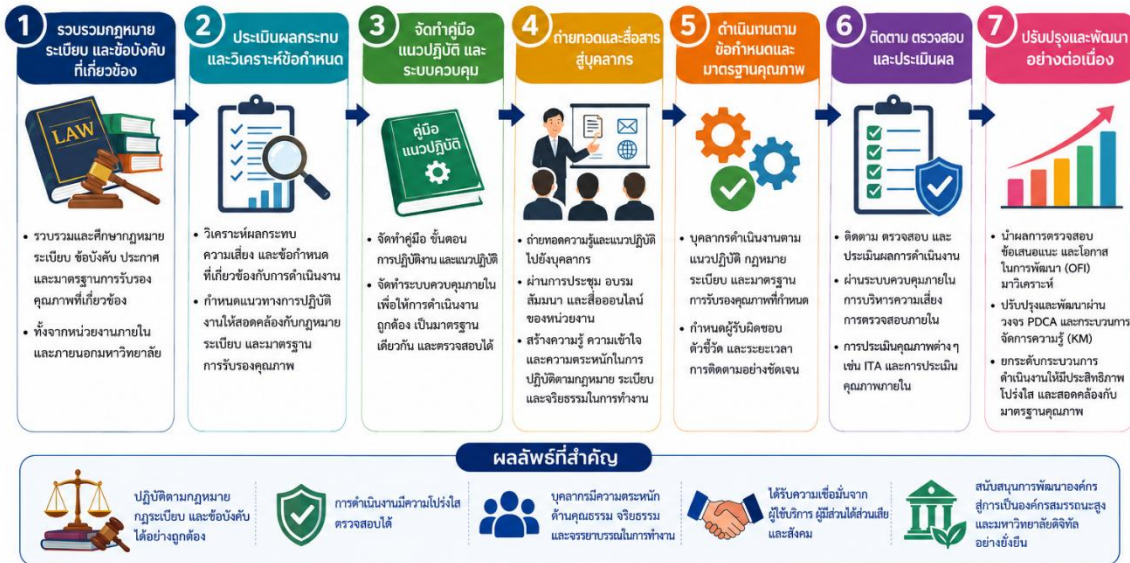 1
รวบรวมกฎหมาย
ระเบียบ และข้อบังคับ
ที่เกี่ยวข้อง
LAW
• รวบรวมและศึกษากฎหมาย
ระเบียบ ข้อบังคับ ประกาศ
และมาตรฐานการรับรอง
คุณภาพที่เกี่ยวข้อง
• ทั้งจากหน่วยงานภายใน
และภายนอกมหาวิทยาลัย
2
ประเมินผลกระทบ
และวิเคราะห์ข้อกำหนด
• วิเคราะห์ผลกระทบ
ความเสี่ยง และข้อกำหนด
ที่เกี่ยวข้องกับการดำเนินงาน
• กำหนดแนวทางการปฏิบัติ
งานให้สอดคล้องกับกฎหมาย
ระเบียบ และมาตรฐาน
การรับรองคุณภาพ
3
จัดทำคู่มือ
แนวปฏิบัติ และ
ระบบควบคุม
คู่มือ
แนวปฏิบัติ
• จัดทำคู่มือ ขั้นตอน
การปฏิบัติงาน และแนวปฏิบัติ
• จัดทำระบบควบคุมภายใน
เพื่อให้การดำเนินงาน
ถูกต้อง เป็นมาตรฐาน
เดียวกัน และตรวจสอบได้
4
ถ่ายทอดและสื่อสาร
สู่บุคลากร
• ถ่ายทอดความรู้และแนวปฏิบัติ
ไปยังบุคลากร
• ผ่านการประชุม อบรม
สัมมนา และสื่อออนไลน์
ของหน่วยงาน
• สร้างความรู้ ความเข้าใจ
และความตระหนักในการ
ปฏิบัติตามกฎหมาย ระเบียบ
และจริยธรรมในการทำงาน
5
ดำเนินทนตาม
ข้อกำหนดและ
มาตรฐานคุณภาพ
• บุคลากรดำเนินงานตาม
แนวปฏิบัติ กฎหมาย
ระเบียบ และมาตรฐาน
การรับรองคุณภาพที่กำหนด
• กำหนดผู้รับผิดชอบ
ตัวชี้วัด และระยะเวลา
การติดตามอย่างชัดเจน
6
ติดตาม ตรวจสอบ
และประเมินผล
• ติดตาม ตรวจสอบ และ
ประเมินผลการดำเนินงาน
• ผ่านระบบควบคุมภายใน
การบริหารความเสี่ยง
การตรวจสอบภายใน
• การประเมินคุณภาพต่างๆ
เช่น ITA และการประเมิน
คุณภาพภายใน
7
ปรับปรุงและพัฒนา
อย่างต่อเนื่อง
• นำผลการตรวจสอบ
ข้อเสนอแนะ และโอกาส
ในการพัฒนา (OFI)
มาวิเคราะห์
• ปรับปรุงและพัฒนาผ่าน
วงจร PDCA และกระบวนการ
จัดการความรู้ (KM)
• ยกระดับกระบวนการ
ดำเนินงานให้มีประสิทธิภาพ
โปร่งใส และสอดคล้องกับ
มาตรฐานคุณภาพ
ผลลัพธ์ที่สำคัญ
ปฏิบัติตามกฎหมาย
กฎระเบียบ และข้อบังคับ
ได้อย่างถูกต้อง
การดำเนินงานมีความโปร่งใส
ตรวจสอบได้
บุคลากรมีความตระหนัก
ด้านคุณธรรม จริยธรรม
และจรรยาบรรณในการทำงาน
ได้รับความเชื่อมั่นจาก
ผู้ใช้บริการ ผู้มีส่วนได้ส่วนเสีย
และสังคม
สนับสนุนการพัฒนาองค์กร
สู่การเป็นองค์กรสมรรถนะสูง
และมหาวิทยาลัยดิจิทัล
อย่างยั่งยืน